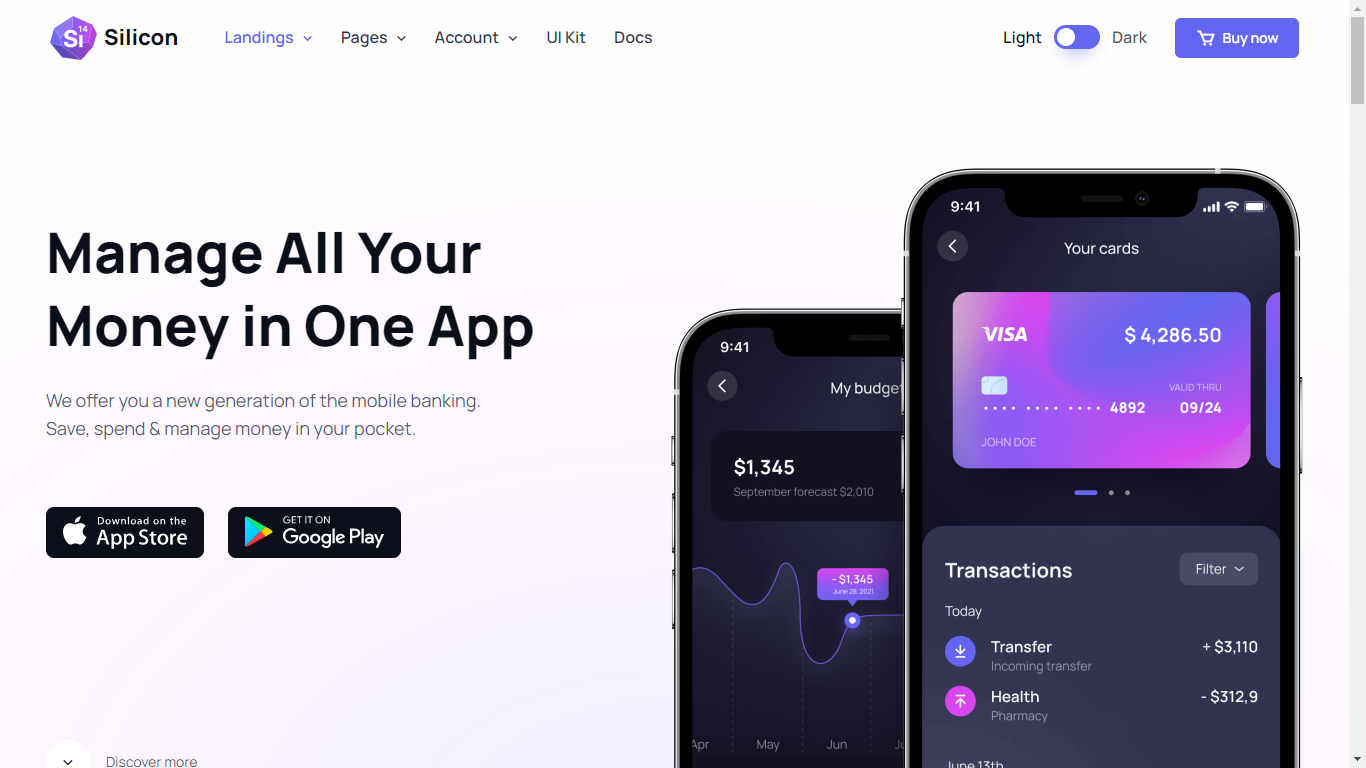 Si 14 Silicon
Landings
Pages
Account
UI Kit
Docs
Light
Dark
Buy now
Manage All Your
Money in One App
We offer you a new generation of the mobile banking.
Save, spend & manage money in your pocket.
Download on the
App Store
GET IT ON
Google Play
Discover more
9:41
My budge
$1,345
September forecast $2,010
- $1,345
June 28, 2021
Apr
May
Jun
9:41
Your cards
VISA
$ 4,286.50
VALID THRU
•••• •••• •••• 4892
09/24
JOHN DOE
Transactions
Filter
Today
Transfer
+ $3,110
Incoming transfer
Health
- $312,9
Pharmacy
June 13th